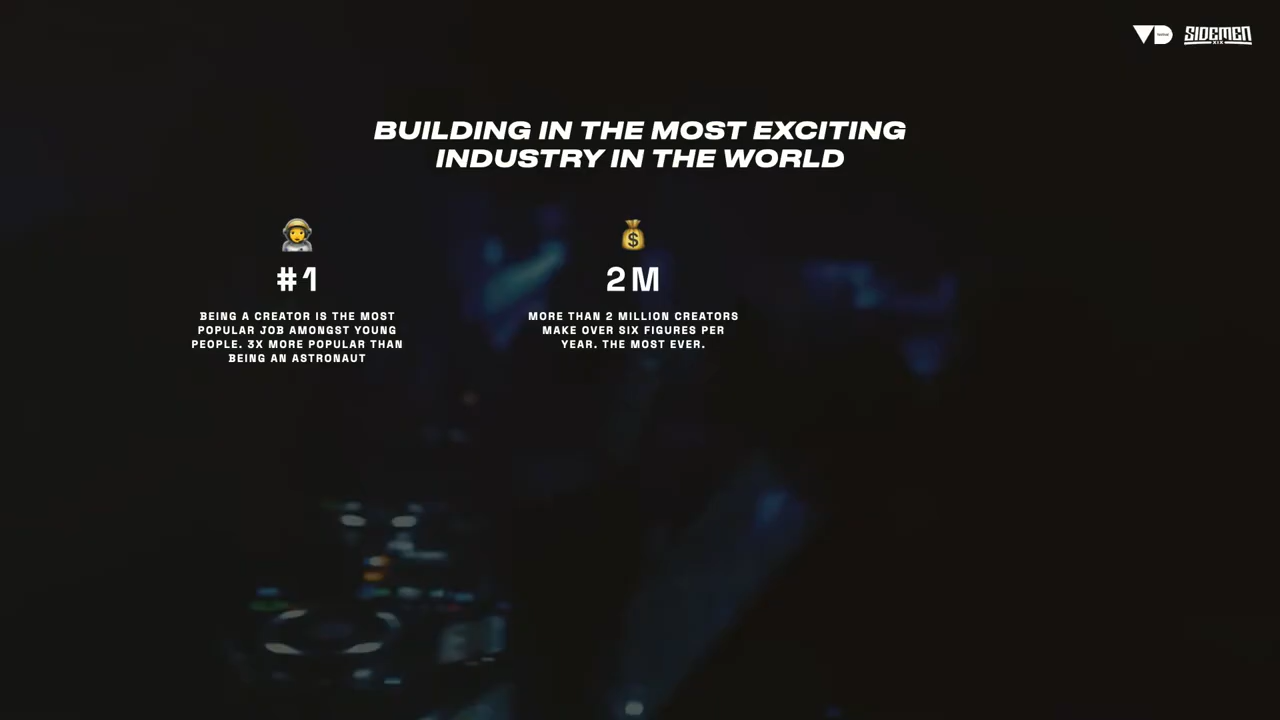 SIDEMEN
XIX
BUILDING IN THE MOST EXCITING
INDUSTRY IN THE WORLD
#1
BEING A CREATOR IS THE MOST
POPULAR JOB AMONGST YOUNG
PEOPLE. 3X MORE POPULAR THAN
BEING AN ASTRONAUT
$
2M
MORE THAN 2 MILLION CREATORS
MAKE OVER SIX FIGURES PER
YEAR. THE MOST EVER.